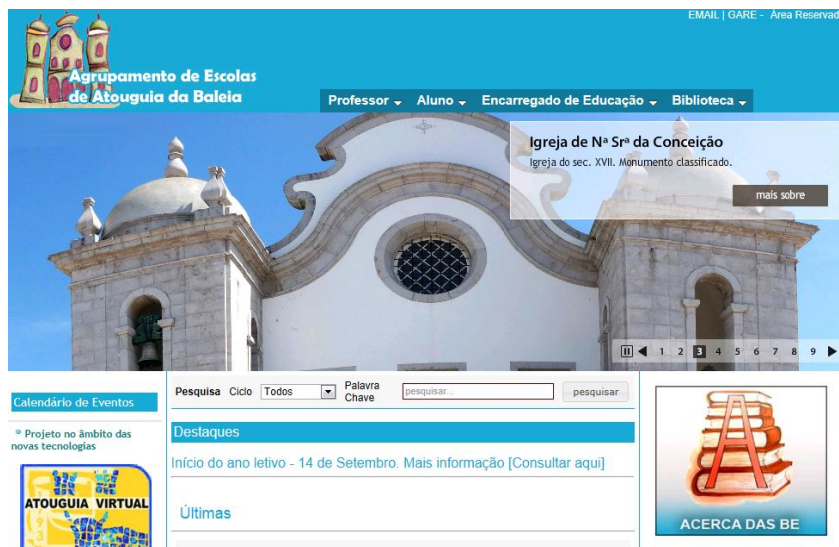 EMAIL | GARE - Área Reservad
Agrupamento de Escolas
de Atouguia da Baleia
Professor Aluno Encarregado de Educação Biblioteca
Igreja de Nª Srª da Conceição
Igreja do sec. XVII. Monumento classificado.
mais sobre
1 2 3 4 5 6 7 8 9
Calendário de Eventos
Projeto no âmbito das
novas tecnologias
ATOUGUIA VIRTUAL
Pesquisa Ciclo Todos Palavra
Chave pesquisar... pesquisar
Destaques
Início do ano letivo - 14 de Setembro. Mais informação [Consultar aqui]
Últimas
A
ACERCA DAS BE